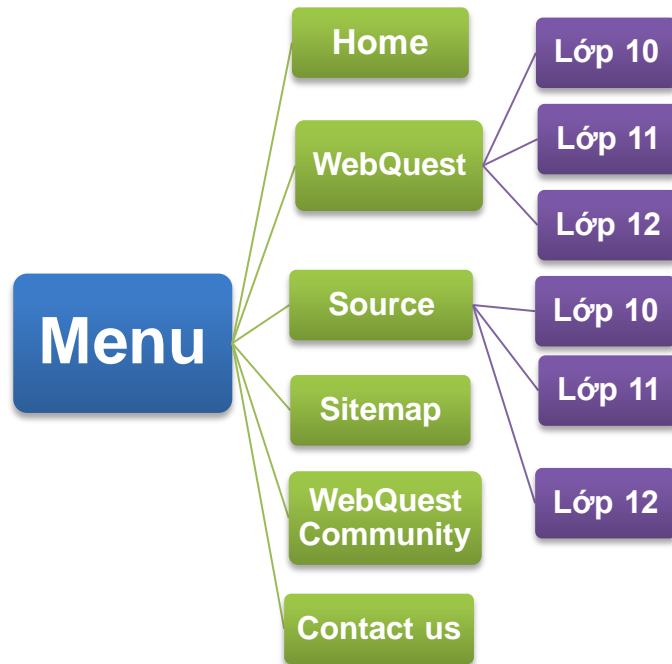 Menu
Home
WebQuest
Lớp 10
Lớp 11
Lớp 12
Source
Lớp 10
Lớp 11
Lớp 12
Sitemap
WebQuest
Community
Contact us